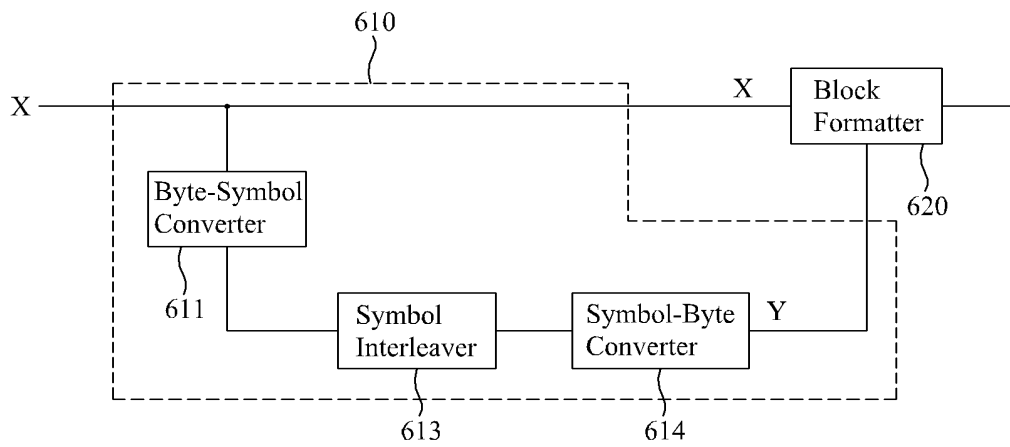 610
X
X
Block
Formatter
620
Byte-Symbol
Converter
611
Symbol
Interleaver
613
Symbol-Byte
Converter
614
Y